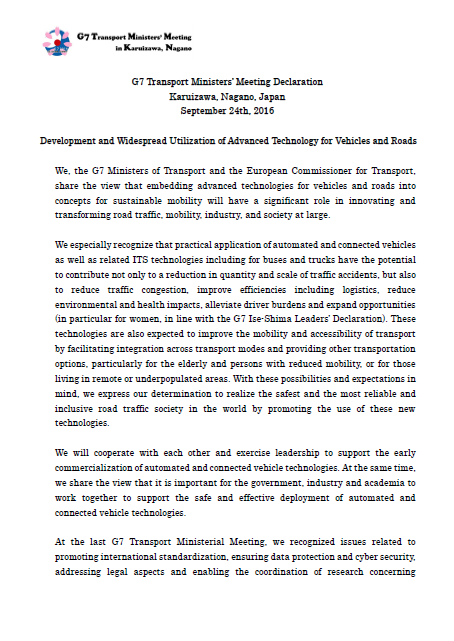 G7 Transport Ministers' Meeting
in Karuizawa, Nagano
G7 Transport Ministers' Meeting Declaration
Karuizawa, Nagano, Japan
September 24th, 2016
Development and Widespread Utilization of Advanced Technology for Vehicles and Roads
We, the G7 Ministers of Transport and the European Commissioner for Transport,
share the view that embedding advanced technologies for vehicles and roads into
concepts for sustainable mobility will have a significant role in innovating and
transforming road traffic, mobility, industry, and society at large.
We especially recognize that practical application of automated and connected vehicles
as well as related ITS technologies including for buses and trucks have the potential
to contribute not only to a reduction in quantity and scale of traffic accidents, but also
to reduce traffic congestion, improve efficiencies including logistics, reduce
environmental and health impacts, alleviate driver burdens and expand opportunities
(in particular for women, in line with the G7 Ise-Shima Leaders' Declaration). These
technologies are also expected to improve the mobility and accessibility of transport
by facilitating integration across transport modes and providing other transportation
options, particularly for the elderly and persons with reduced mobility, or for those
living in remote or underpopulated areas. With these possibilities and expectations in
mind, we express our determination to realize the safest and the most reliable and
inclusive road traffic society in the world by promoting the use of these new
technologies.
We will cooperate with each other and exercise leadership to support the early
commercialization of automated and connected vehicle technologies. At the same time,
we share the view that it is important for the government, industry and academia to
work together to support the safe and effective deployment of automated and
connected vehicle technologies.
At the last G7 Transport Ministerial Meeting, we recognized issues related to
promoting international standardization, ensuring data protection and cyber security,
addressing legal aspects and enabling the coordination of research concerning